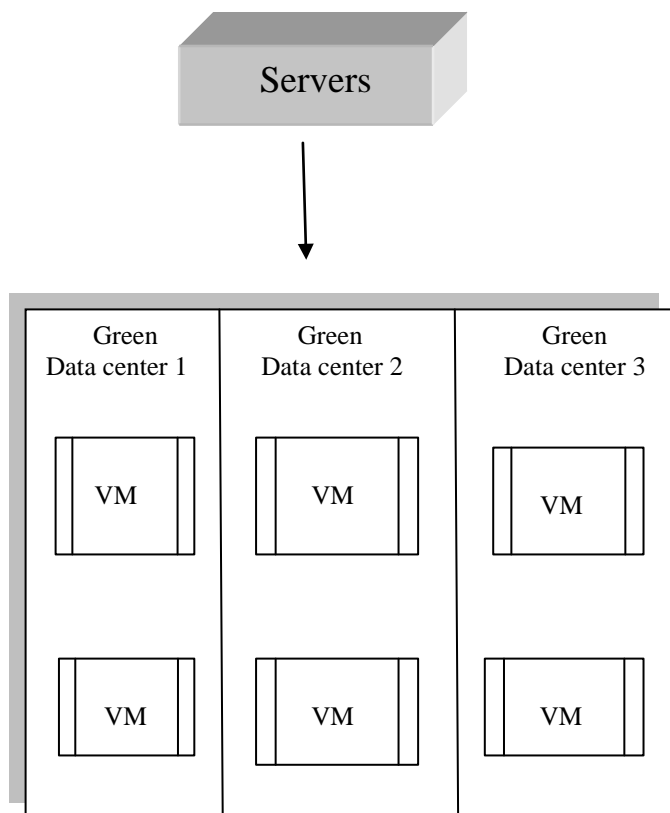 Servers
Green
Data center 1
Green
Data center 2
Green
Data center 3
VM
VM
VM
VM
VM
VM